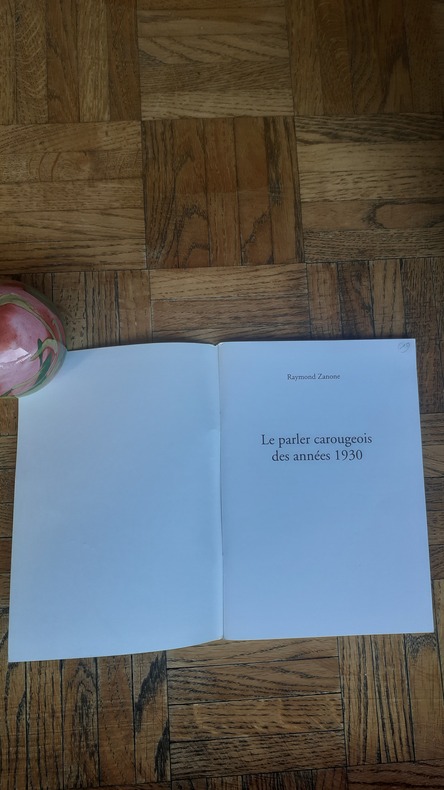 Raymond Zanone
Le parler carougeois
des années 1930